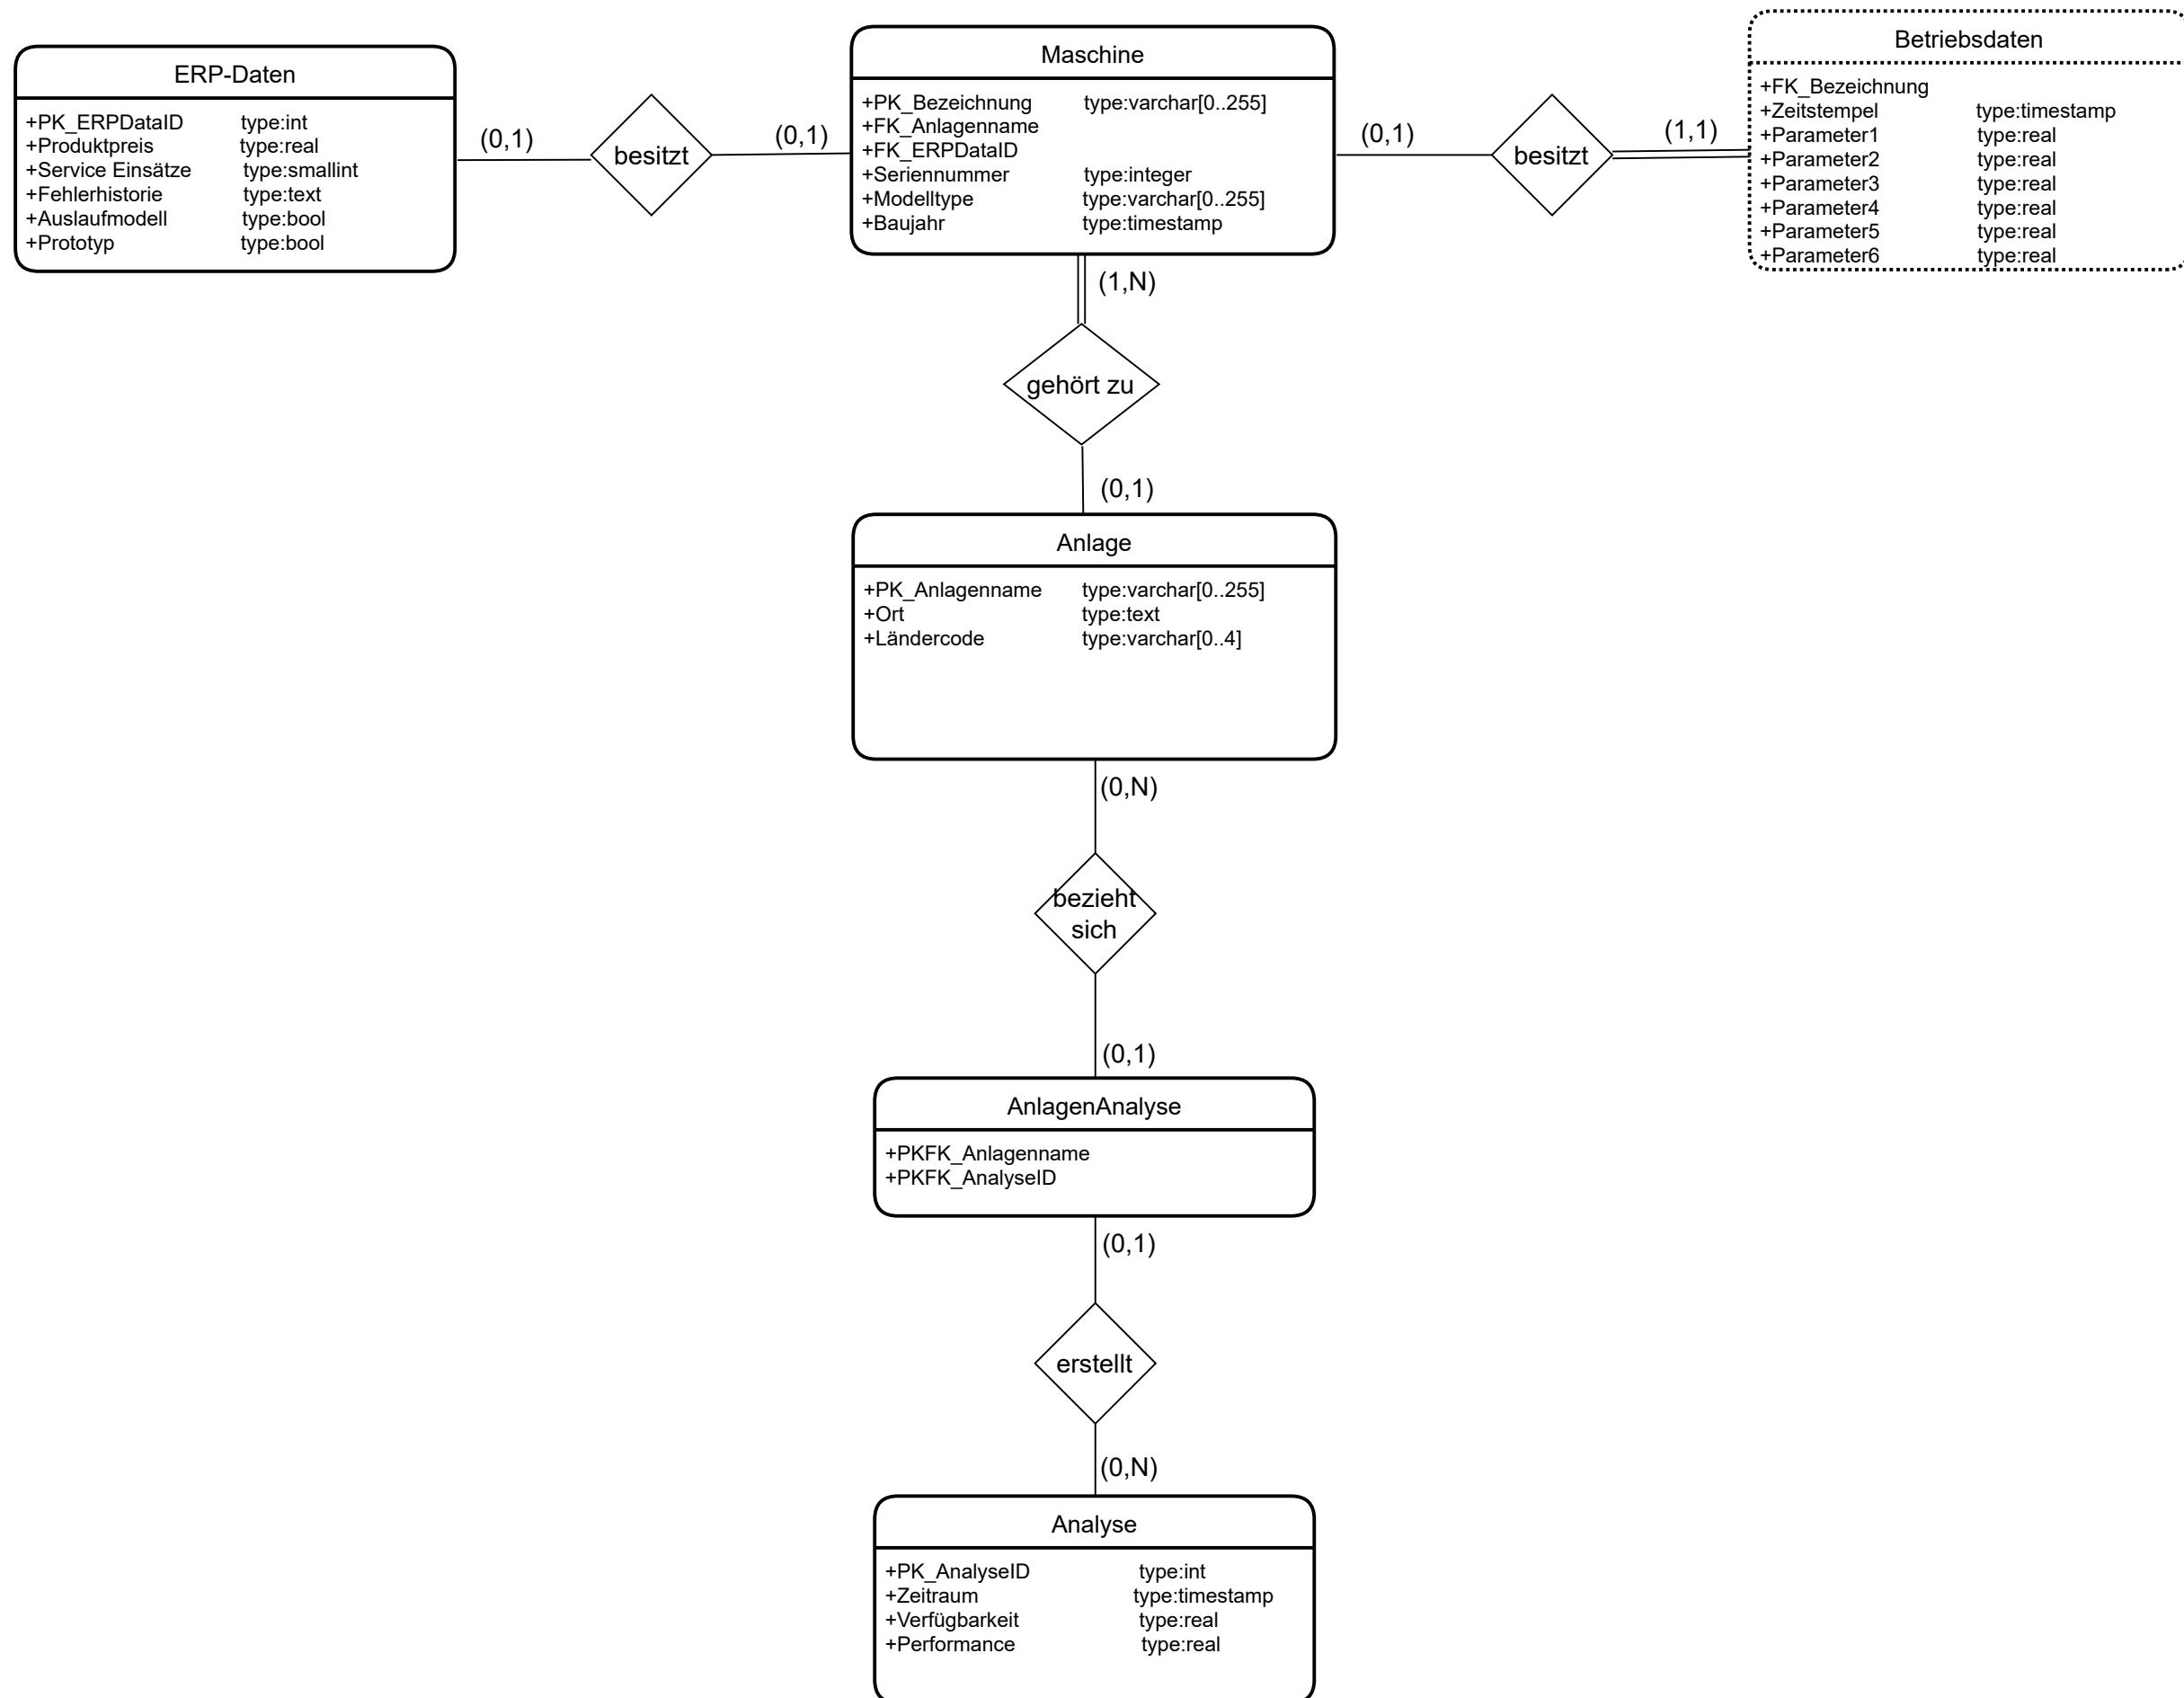 ERP-Daten
+PK_ERPDataID type:int
+Produktpreis type:real
+Service Einsätze type:smallint
+Fehlerhistorie type:text
+Auslaufmodell type:bool
+Prototyp type:bool
(0,1)
besitzt
(0,1)
Maschine
+PK_Bezeichnung type:varchar[0..255]
+FK_Anlagenname
+FK_ERPDataID
+Seriennummer type:integer
+Modelltype type:varchar[0..255]
+Baujahr type:timestamp
(0,1)
besitzt
(1,1)
Betriebsdaten
+FK_Bezeichnung
+Zeitstempel type:timestamp
+Parameter1 type:real
+Parameter2 type:real
+Parameter3 type:real
+Parameter4 type:real
+Parameter5 type:real
+Parameter6 type:real
(1,N)
gehört zu
(0,1)
Anlage
+PK_Anlagenname type:varchar[0..255]
+Ort type:text
+Ländercode type:varchar[0..4]
(0,N)
bezieht
sich
(0,1)
AnlagenAnalyse
+PKFK_Anlagenname
+PKFK_AnalyseID
(0,1)
erstellt
(0,N)
Analyse
+PK_AnalyseID type:int
+Zeitraum type:timestamp
+Verfügbarkeit type:real
+Performance type:real